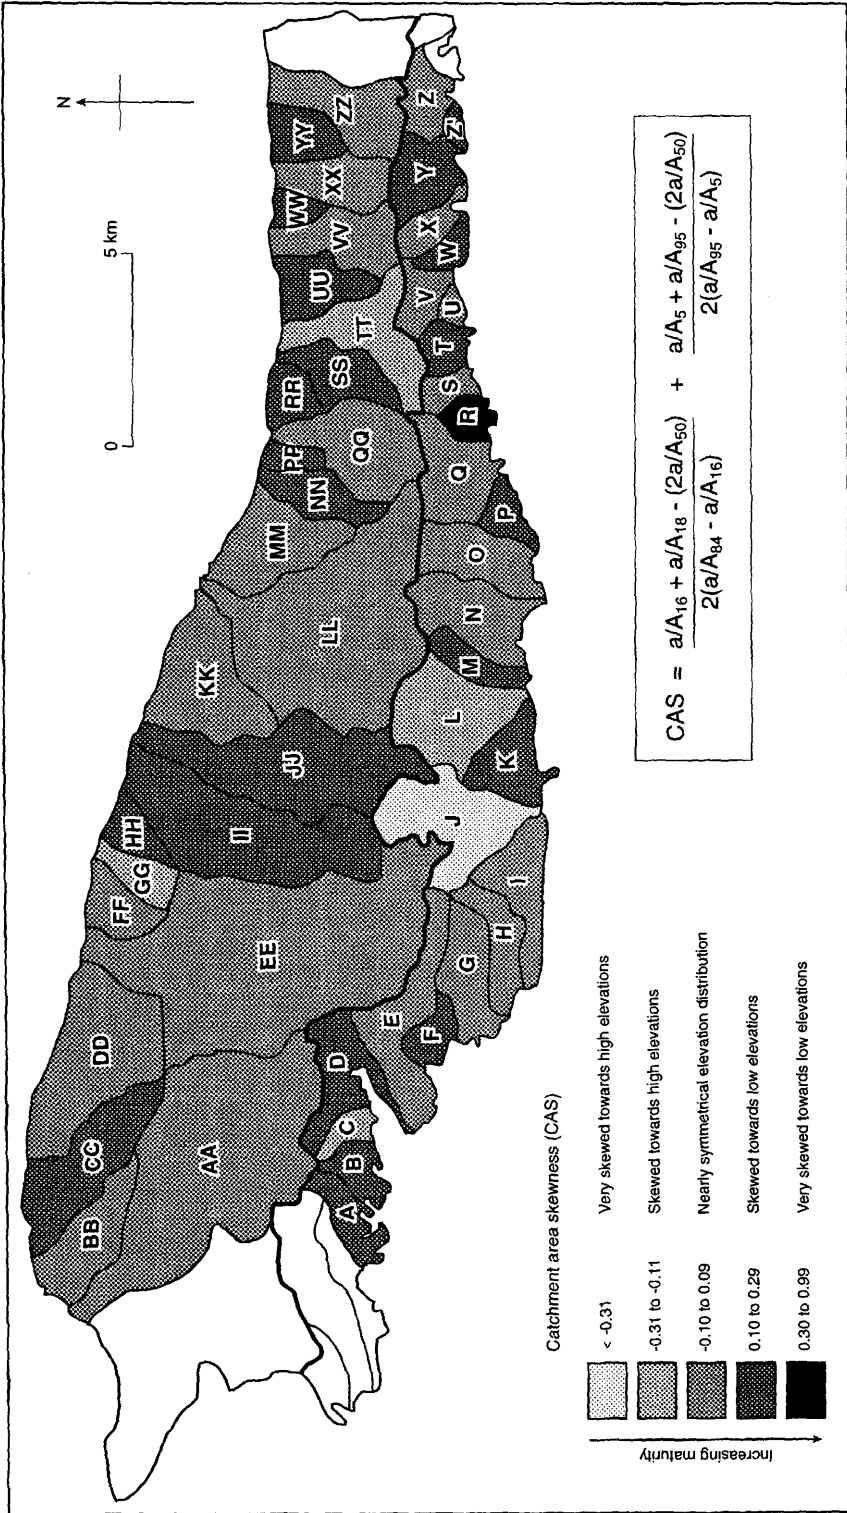 N
0 5 km
BB
CC
DD
FF
GG
HH
KK
MM
NN
PP
RR
UU
WW
YY
AA
EE
II
JU
LL
QQ
SS
TT
VV
XX
ZZ
A
B
C
D
E
F
G
H
I
J
K
L
M
N
O
P
Q
R
S
T
U
V
W
X
Y
Z
Z'
Catchment area skewness (CAS)
Increasing maturity
< -0.31 Very skewed towards high elevations
-0.31 to -0.11 Skewed towards high elevations
-0.10 to 0.09 Nearly symmetrical elevation distribution
0.10 to 0.29 Skewed towards low elevations
0.30 to 0.99 Very skewed towards low elevations
CAS = a/A16 + a/A18 - (2a/A50) / 2(a/A84 - a/A16) + a/A5 + a/A95 - (2a/A50) / 2(a/A95 - a/A5)